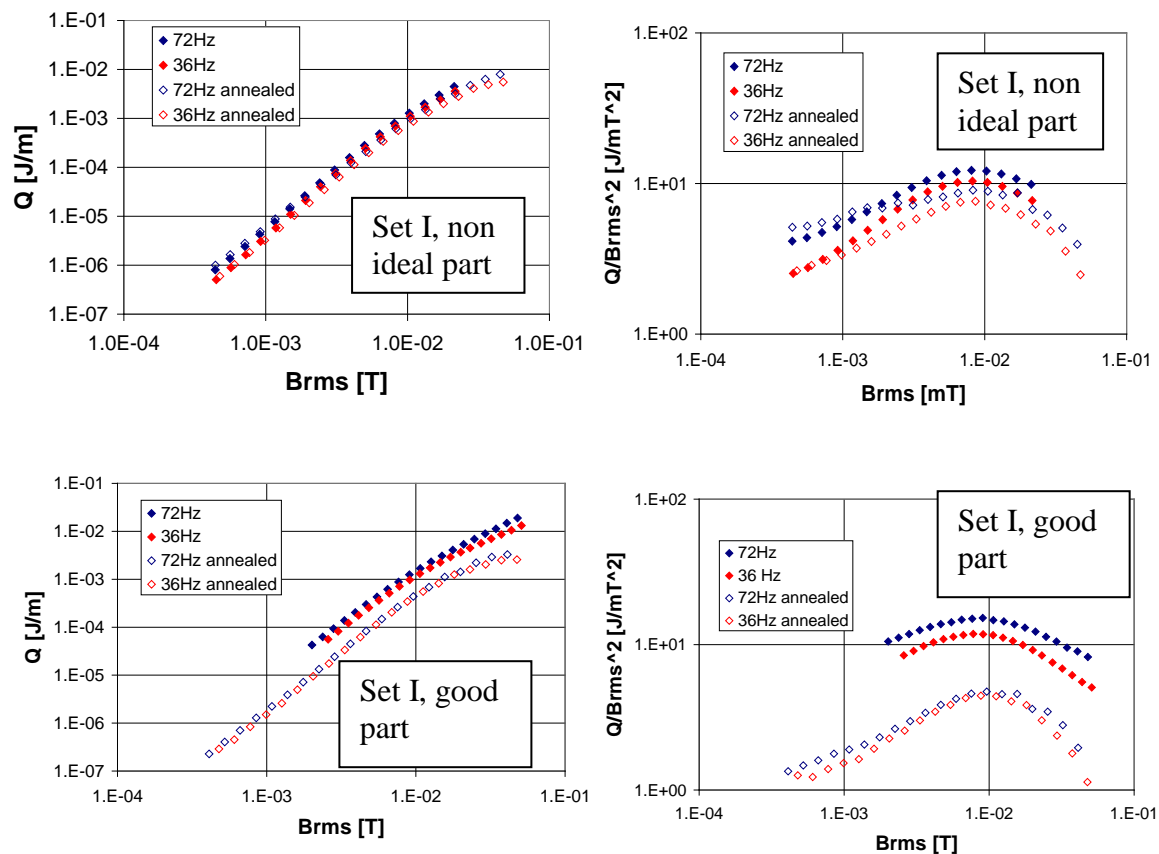 1.E-01
1.E-02
1.E-03
1.E-04
1.E-05
1.E-06
1.E-07
Q [J/m]
72Hz
36Hz
72Hz annealed
36Hz annealed
Set I, non
ideal part
1.0E-04 1.0E-03 1.0E-02 1.0E-01
Brms [T]
1.E+02
1.E+01
1.E+00
Q/Brms^2 [J/mT^2]
72Hz
36Hz
72Hz annealed
36Hz annealed
Set I, non
ideal part
1.E-04 1.E-03 1.E-02 1.E-01
Brms [mT]
1.E-01
1.E-02
1.E-03
1.E-04
1.E-05
1.E-06
1.E-07
Q [J/m]
72Hz
36Hz
72Hz annealed
36Hz annealed
Set I, good
part
1.E-04 1.E-03 1.E-02 1.E-01
Brms [T]
1.E+02
1.E+01
1.E+00
Q/Brms^2 [J/mT^2]
72Hz
36 Hz
72Hz annealed
36Hz annealed
Set I, good
part
1.E-04 1.E-03 1.E-02 1.E-01
Brms [T]